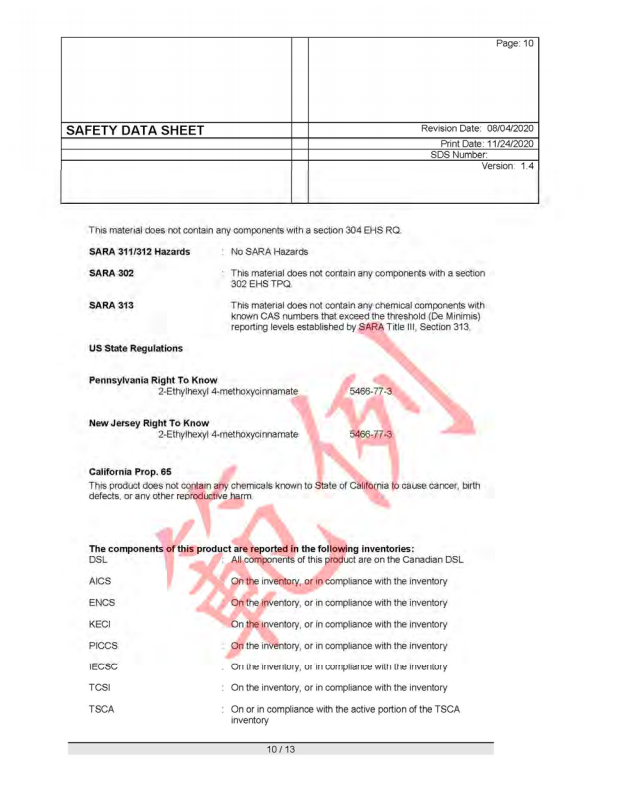 Page: 10
SAFETY DATA SHEET
Revision Date: 08/04/2020
Print Date: 11/24/2020
SDS Number:
Version: 1.4
This material does not contain any components with a section 304 EHS RQ.
SARA 311/312 Hazards : No SARA Hazards
SARA 302 : This material does not contain any components with a section
302 EHS TPQ.
SARA 313 This material does not contain any chemical components with
known CAS numbers that exceed the threshold (De Minimis)
reporting levels established by SARA Title III, Section 313.
US State Regulations
Pennsylvania Right To Know
2-Ethylhexyl 4-methoxycinnamate 5466-77-3
New Jersey Right To Know
2-Ethylhexyl 4-methoxycinnamate 5466-77-3
California Prop. 65
This product does not contain any chemicals known to State of California to cause cancer, birth
defects, or any other reproductive harm.
The components of this product are reported in the following inventories:
DSL : All components of this product are on the Canadian DSL
AICS On the inventory, or in compliance with the inventory
ENCS On the inventory, or in compliance with the inventory
KECI On the inventory, or in compliance with the inventory
PICCS : On the inventory, or in compliance with the inventory
IECSC : On the inventory, or in compliance with the inventory
TCSI : On the inventory, or in compliance with the inventory
TSCA : On or in compliance with the active portion of the TSCA
inventory
10 / 13
範例